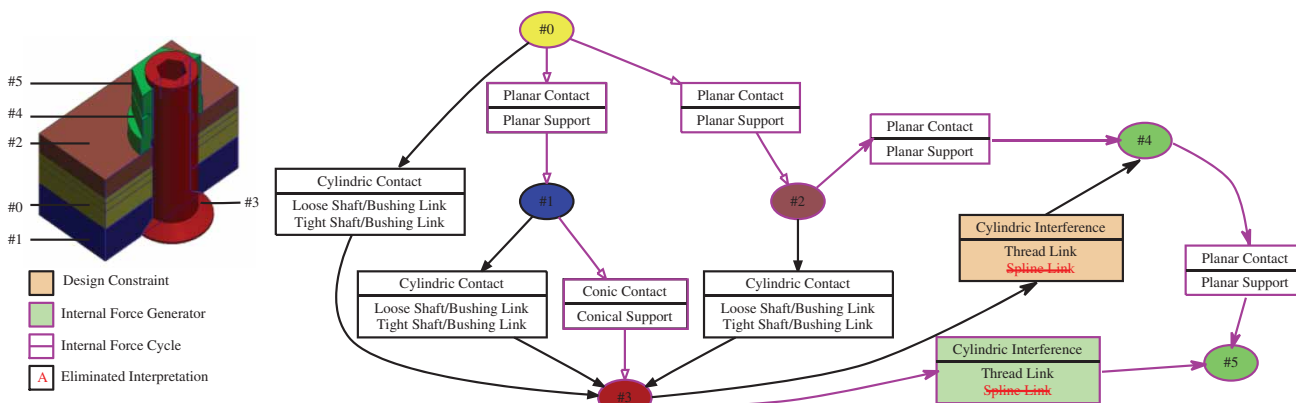 #5
#4
#2
#0
#1
#3
Design Constraint
Internal Force Generator
Internal Force Cycle
A Eliminated Interpretation
#0
Planar Contact
Planar Support
Planar Contact
Planar Support
Planar Contact
Planar Support
#4
Cylindric Contact
Loose Shaft/Bushing Link
Tight Shaft/Bushing Link
#1
#2
Cylindric Interference
Thread Link
Spline Link
Planar Contact
Planar Support
Cylindric Contact
Loose Shaft/Bushing Link
Tight Shaft/Bushing Link
Conic Contact
Conical Support
Cylindric Contact
Loose Shaft/Bushing Link
Tight Shaft/Bushing Link
Cylindric Interference
Thread Link
Spline Link
#5
#3